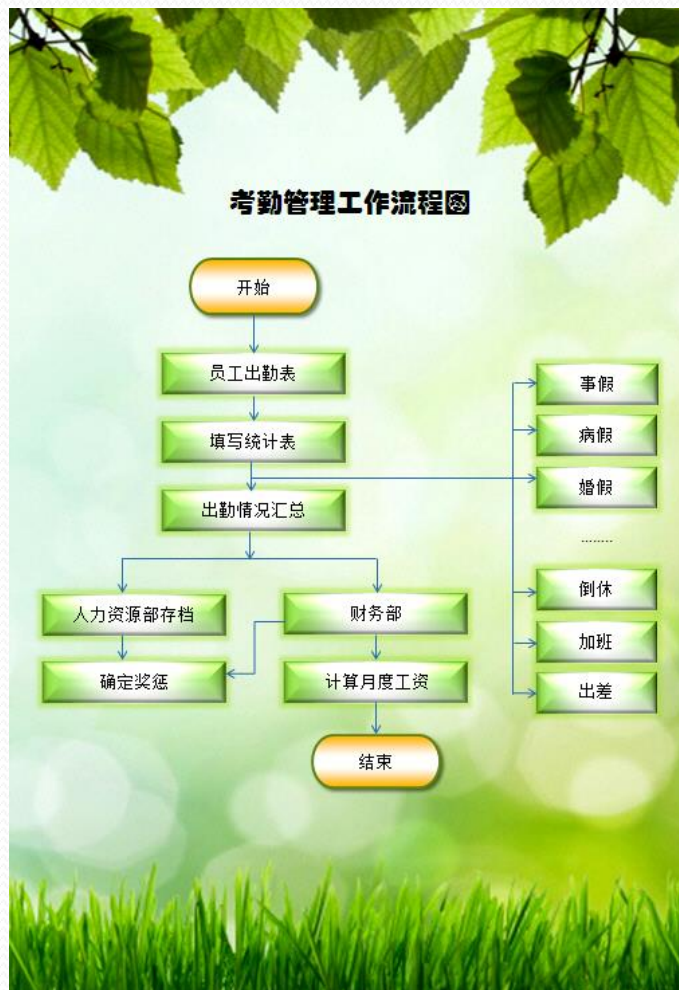 考勤管理工作流程图
开始
员工出勤表
填写统计表
出勤情况汇总
人力资源部存档
财务部
确定奖惩
计算月度工资
结束
事假
病假
婚假
........
倒休
加班
出差